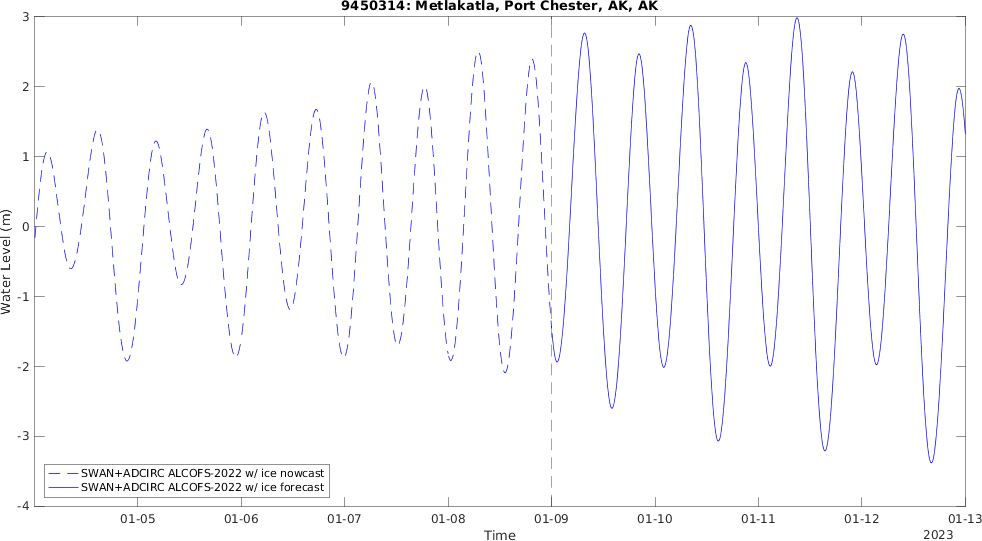 9450314: Metlakatla, Port Chester, AK, AK
3
2
1
0
-1
-2
-3
-4
Water Level (m)
SWAN+ADCIRC ALCOFS-2022 w/ ice nowcast
SWAN+ADCIRC ALCOFS-2022 w/ ice forecast
01-05 01-06 01-07 01-08 01-09 01-10 01-11 01-12 01-13
Time
2023